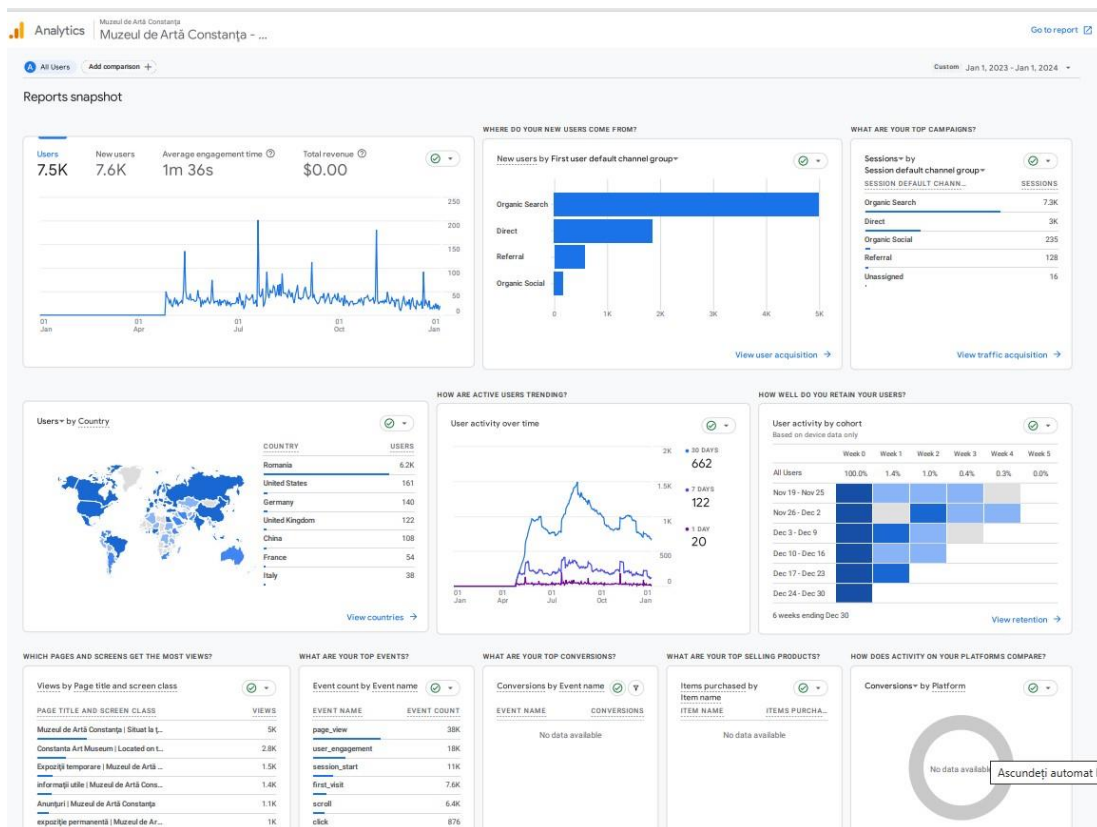 Analytics
Muzeul de Artă Constanța
Muzeul de Artă Constanța - ...
Go to report
A All Users
Add comparison +
Custom Jan 1, 2023 - Jan 1, 2024
Reports snapshot
Users
7.5K
New users
7.6K
Average engagement time
1m 36s
Total revenue
$0.00
250
200
150
100
50
0
01 Jan
01 Apr
01 Jul
01 Oct
01 Jan
WHERE DO YOUR NEW USERS COME FROM?
New users by First user default channel group
Organic Search
Direct
Referral
Organic Social
0 1K 2K 3K 4K 5K
View user acquisition
WHAT ARE YOUR TOP CAMPAIGNS?
Sessions by
Session default channel group
SESSION DEFAULT CHANN... SESSIONS
Organic Search 7.3K
Direct 3K
Organic Social 235
Referral 128
Unassigned 16
View traffic acquisition
Users by Country
COUNTRY USERS
Romania 6.2K
United States 161
Germany 140
United Kingdom 122
China 108
France 54
Italy 38
View countries
HOW ARE ACTIVE USERS TRENDING?
User activity over time
2K
1.5K
1K
500
0
01 Jan
01 Apr
01 Jul
01 Oct
01 Jan
30 DAYS
662
7 DAYS
122
1 DAY
20
HOW WELL DO YOU RETAIN YOUR USERS?
User activity by cohort
Based on device data only
Week 0 Week 1 Week 2 Week 3 Week 4 Week 5
All Users 100.0% 1.4% 1.0% 0.4% 0.3% 0.0%
Nov 19 - Nov 25
Nov 26 - Dec 2
Dec 3 - Dec 9
Dec 10 - Dec 16
Dec 17 - Dec 23
Dec 24 - Dec 30
6 weeks ending Dec 30
View retention
WHICH PAGES AND SCREENS GET THE MOST VIEWS?
Views by Page title and screen class
PAGE TITLE AND SCREEN CLASS VIEWS
Muzeul de Artă Constanța | Situat la ț... 5K
Constanta Art Museum | Located on t... 2.8K
Expoziții temporare | Muzeul de Artă ... 1.5K
informații utile | Muzeul de Artă Cons... 1.4K
Anunțuri | Muzeul de Artă Constanța 1.1K
expoziție permanentă | Muzeul de Ar... 1K
WHAT ARE YOUR TOP EVENTS?
Event count by Event name
EVENT NAME EVENT COUNT
page_view 38K
user_engagement 18K
session_start 11K
first_visit 7.6K
scroll 6.4K
click 876
WHAT ARE YOUR TOP CONVERSIONS?
Conversions by Event name
EVENT NAME CONVERSIONS
No data available
WHAT ARE YOUR TOP SELLING PRODUCTS?
Items purchased by
Item name
ITEM NAME ITEMS PURCHA...
No data available
HOW DOES ACTIVITY ON YOUR PLATFORMS COMPARE?
Conversions by Platform
No data available
Ascundeți automat